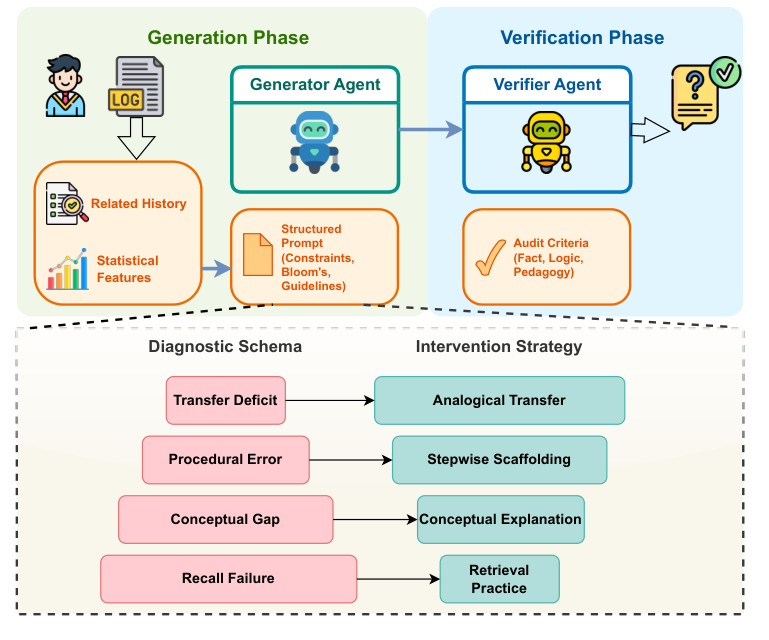 Generation Phase
Verification Phase
LOG
Generator Agent
Verifier Agent
Related History
Statistical
Features
Structured
Prompt
(Constraints,
Bloom's,
Guidelines)
Audit Criteria
(Fact, Logic,
Pedagogy)
Diagnostic Schema
Intervention Strategy
Transfer Deficit
Analogical Transfer
Procedural Error
Stepwise Scaffolding
Conceptual Gap
Conceptual Explanation
Recall Failure
Retrieval
Practice